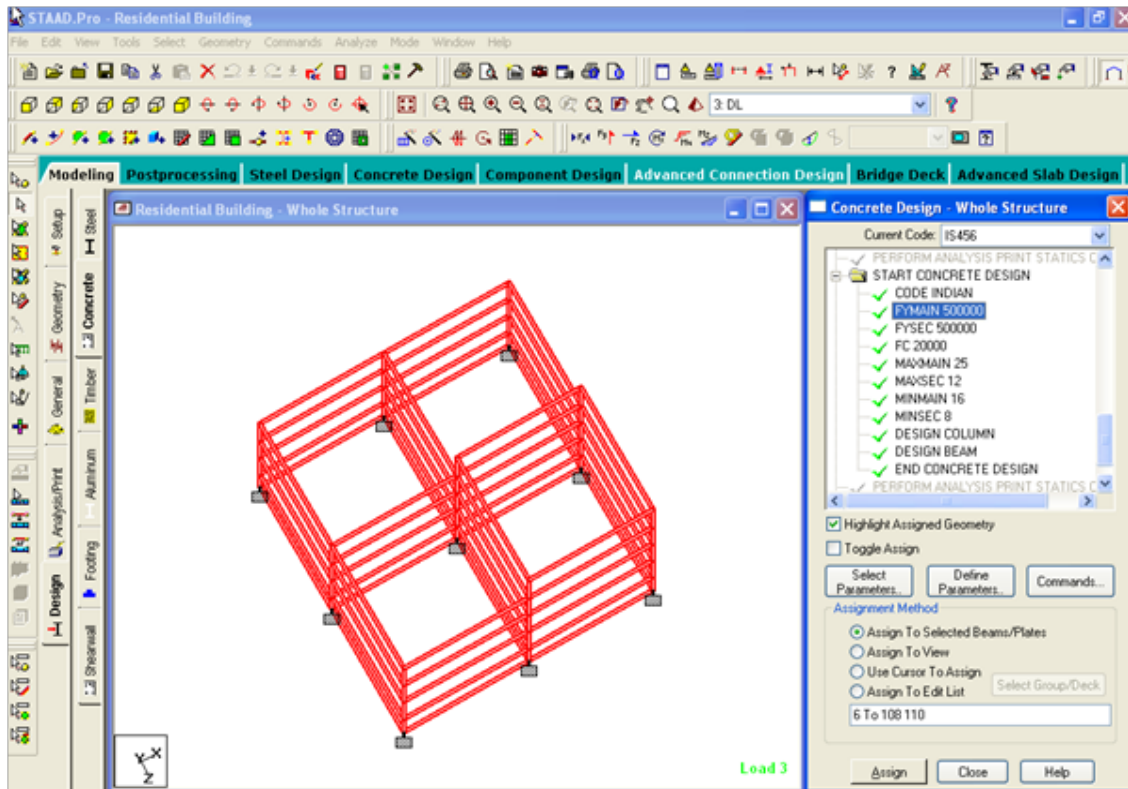 STAAD.Pro - Residential Building
File Edit View Tools Select Geometry Commands Analyze Mode Window Help
3: DL
Modeling Postprocessing Steel Design Concrete Design Component Design Advanced Connection Design Bridge Deck Advanced Slab Design
Setup
Geometry
General
Analysis/Print
Design
Steel
Concrete
Timber
Aluminum
Footing
Shearwall
Residential Building - Whole Structure
Y X
Z
Load 3
Concrete Design - Whole Structure
Current Code: IS456
PERFORM ANALYSIS PRINT STATICS C
START CONCRETE DESIGN
CODE INDIAN
FYMAIN 500000
FYSEC 500000
FC 20000
MAXMAIN 25
MAXSEC 12
MINMAIN 16
MINSEC 8
DESIGN COLUMN
DESIGN BEAM
END CONCRETE DESIGN
PERFORM ANALYSIS PRINT STATICS C
Highlight Assigned Geometry
Toggle Assign
Select Parameters..
Define Parameters..
Commands...
Assignment Method
Assign To Selected Beams/Plates
Assign To View
Use Cursor To Assign
Assign To Edit List
Select Group/Deck
6 To 108 110
Assign Close Help